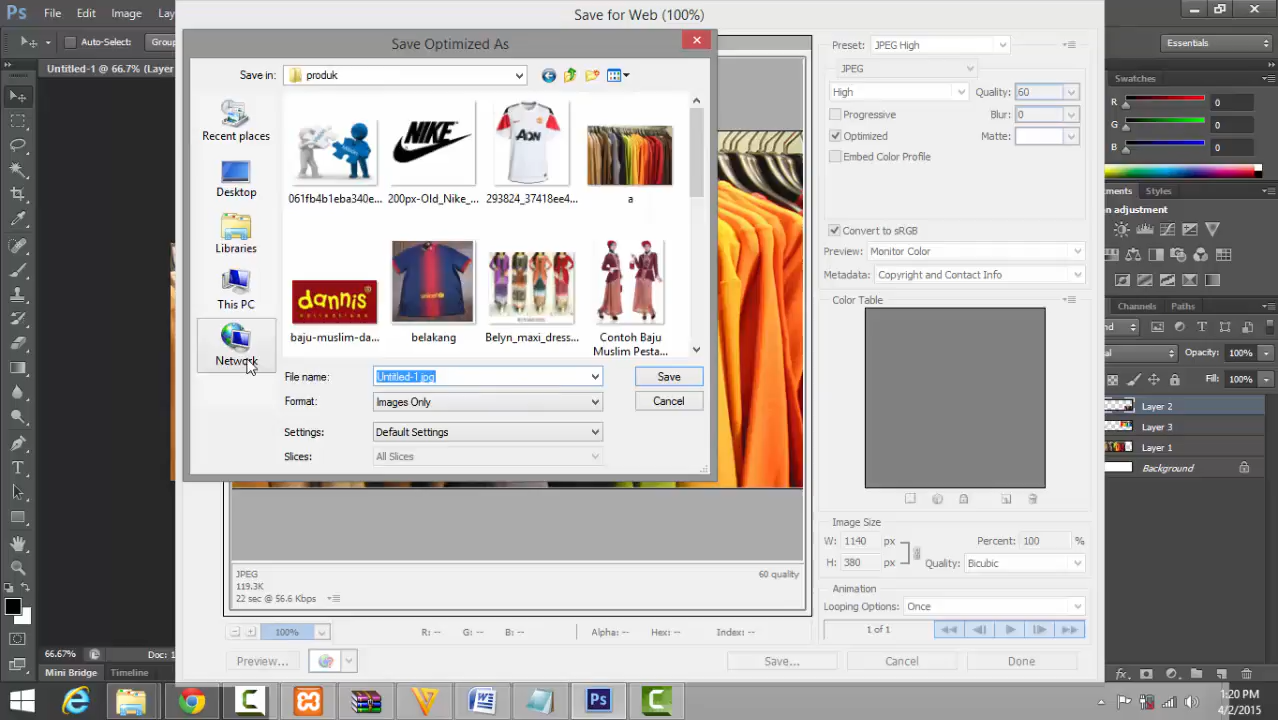 Ps File Edit Image
Save for Web (100%)
Auto-Select: Group
Essentials
Untitled-1 @ 66.7% (Layer
Save Optimized As
Save in: produk
Recent places
Desktop
Libraries
This PC
Network
NIKE
AON
061fb4b1eba340e... 200px-Old_Nike_... 293824_37418ee4... a
dannis
baju-muslim-da... belakang Belyn_maxi_dress... Contoh Baju
Muslim Pesta...
File name: Untitled-1.jpg Save
Format: Images Only Cancel
Settings: Default Settings
Slices: All Slices
Preset: JPEG High
JPEG
High Quality: 60
Progressive Blur: 0
Optimized Matte:
Embed Color Profile
Convert to sRGB
Preview: Monitor Color
Metadata: Copyright and Contact Info
Color Table
Image Size
W: 1140 px Percent: 100 %
H: 380 px Quality: Bicubic
Animation
Looping Options: Once
1 of 1
JPEG 60 quality
119.3K
22 sec @ 56.6 Kbps
100% R: -- G: -- B: -- Alpha: -- Hex: -- Index: --
Preview... Save... Cancel Done
Swatches
R 0
G 0
B 0
Styles
Channels Paths
Opacity: 100%
Fill: 100%
Layer 2
Layer 3
Layer 1
Background
66.67% Doc: 1
Mini Bridge Timeline
1:20 PM
4/2/2015